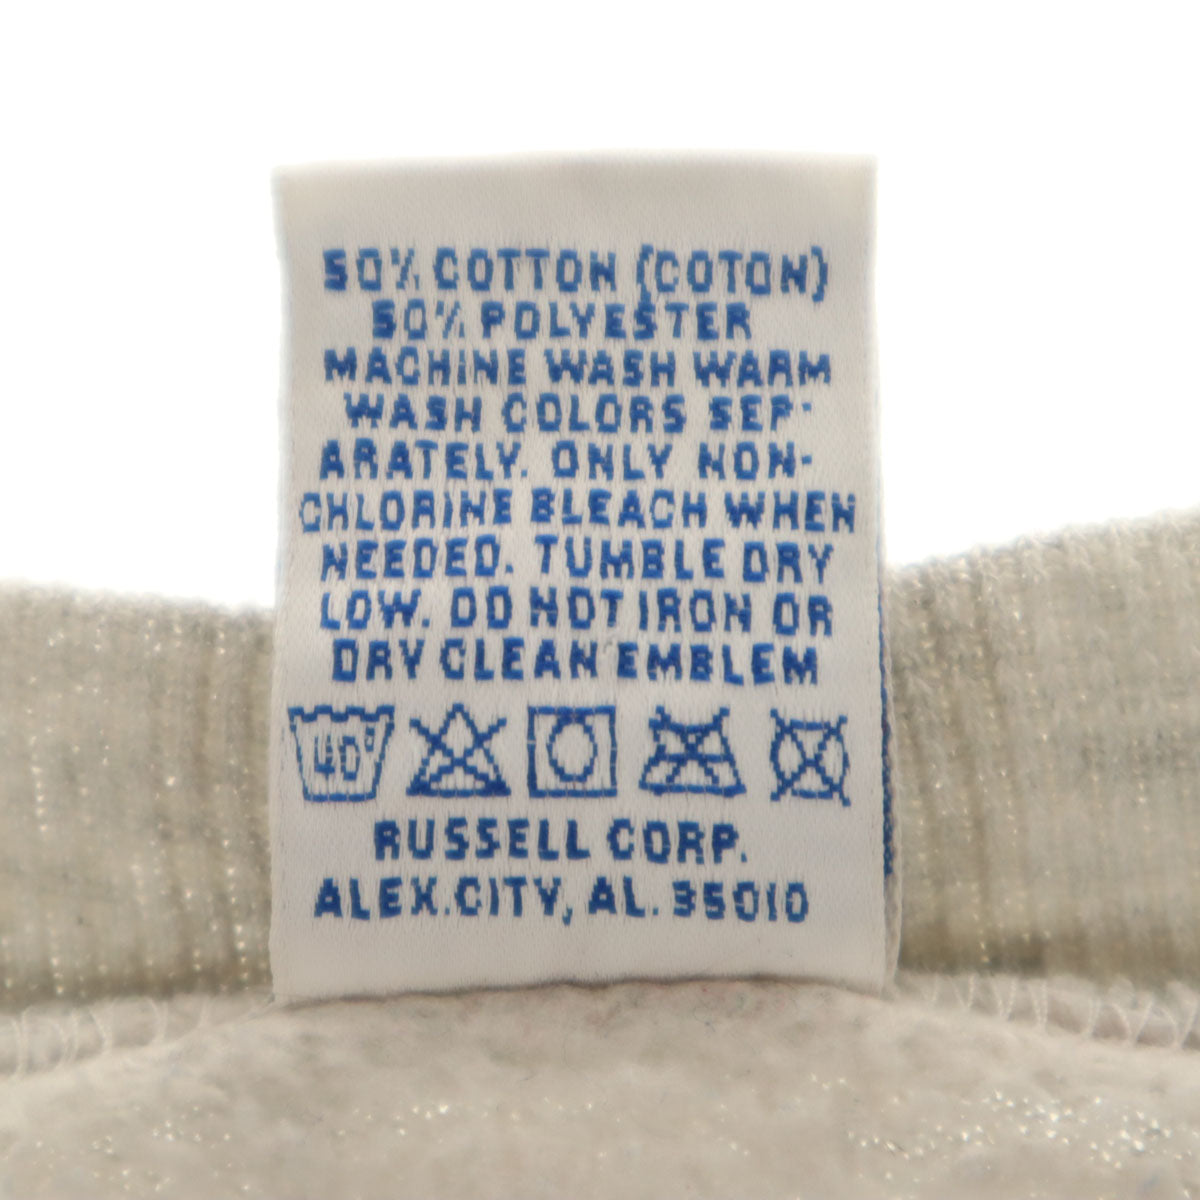 50% COTTON (COTON)
50% POLYESTER
MACHINE WASH WARM
WASH COLORS SEP-
ARATELY. ONLY NON-
CHLORINE BLEACH WHEN
NEEDED. TUMBLE DRY
LOW. DO NOT IRON OR
DRY CLEAN EMBLEM
40°
RUSSELL CORP.
ALEX.CITY, AL. 35010